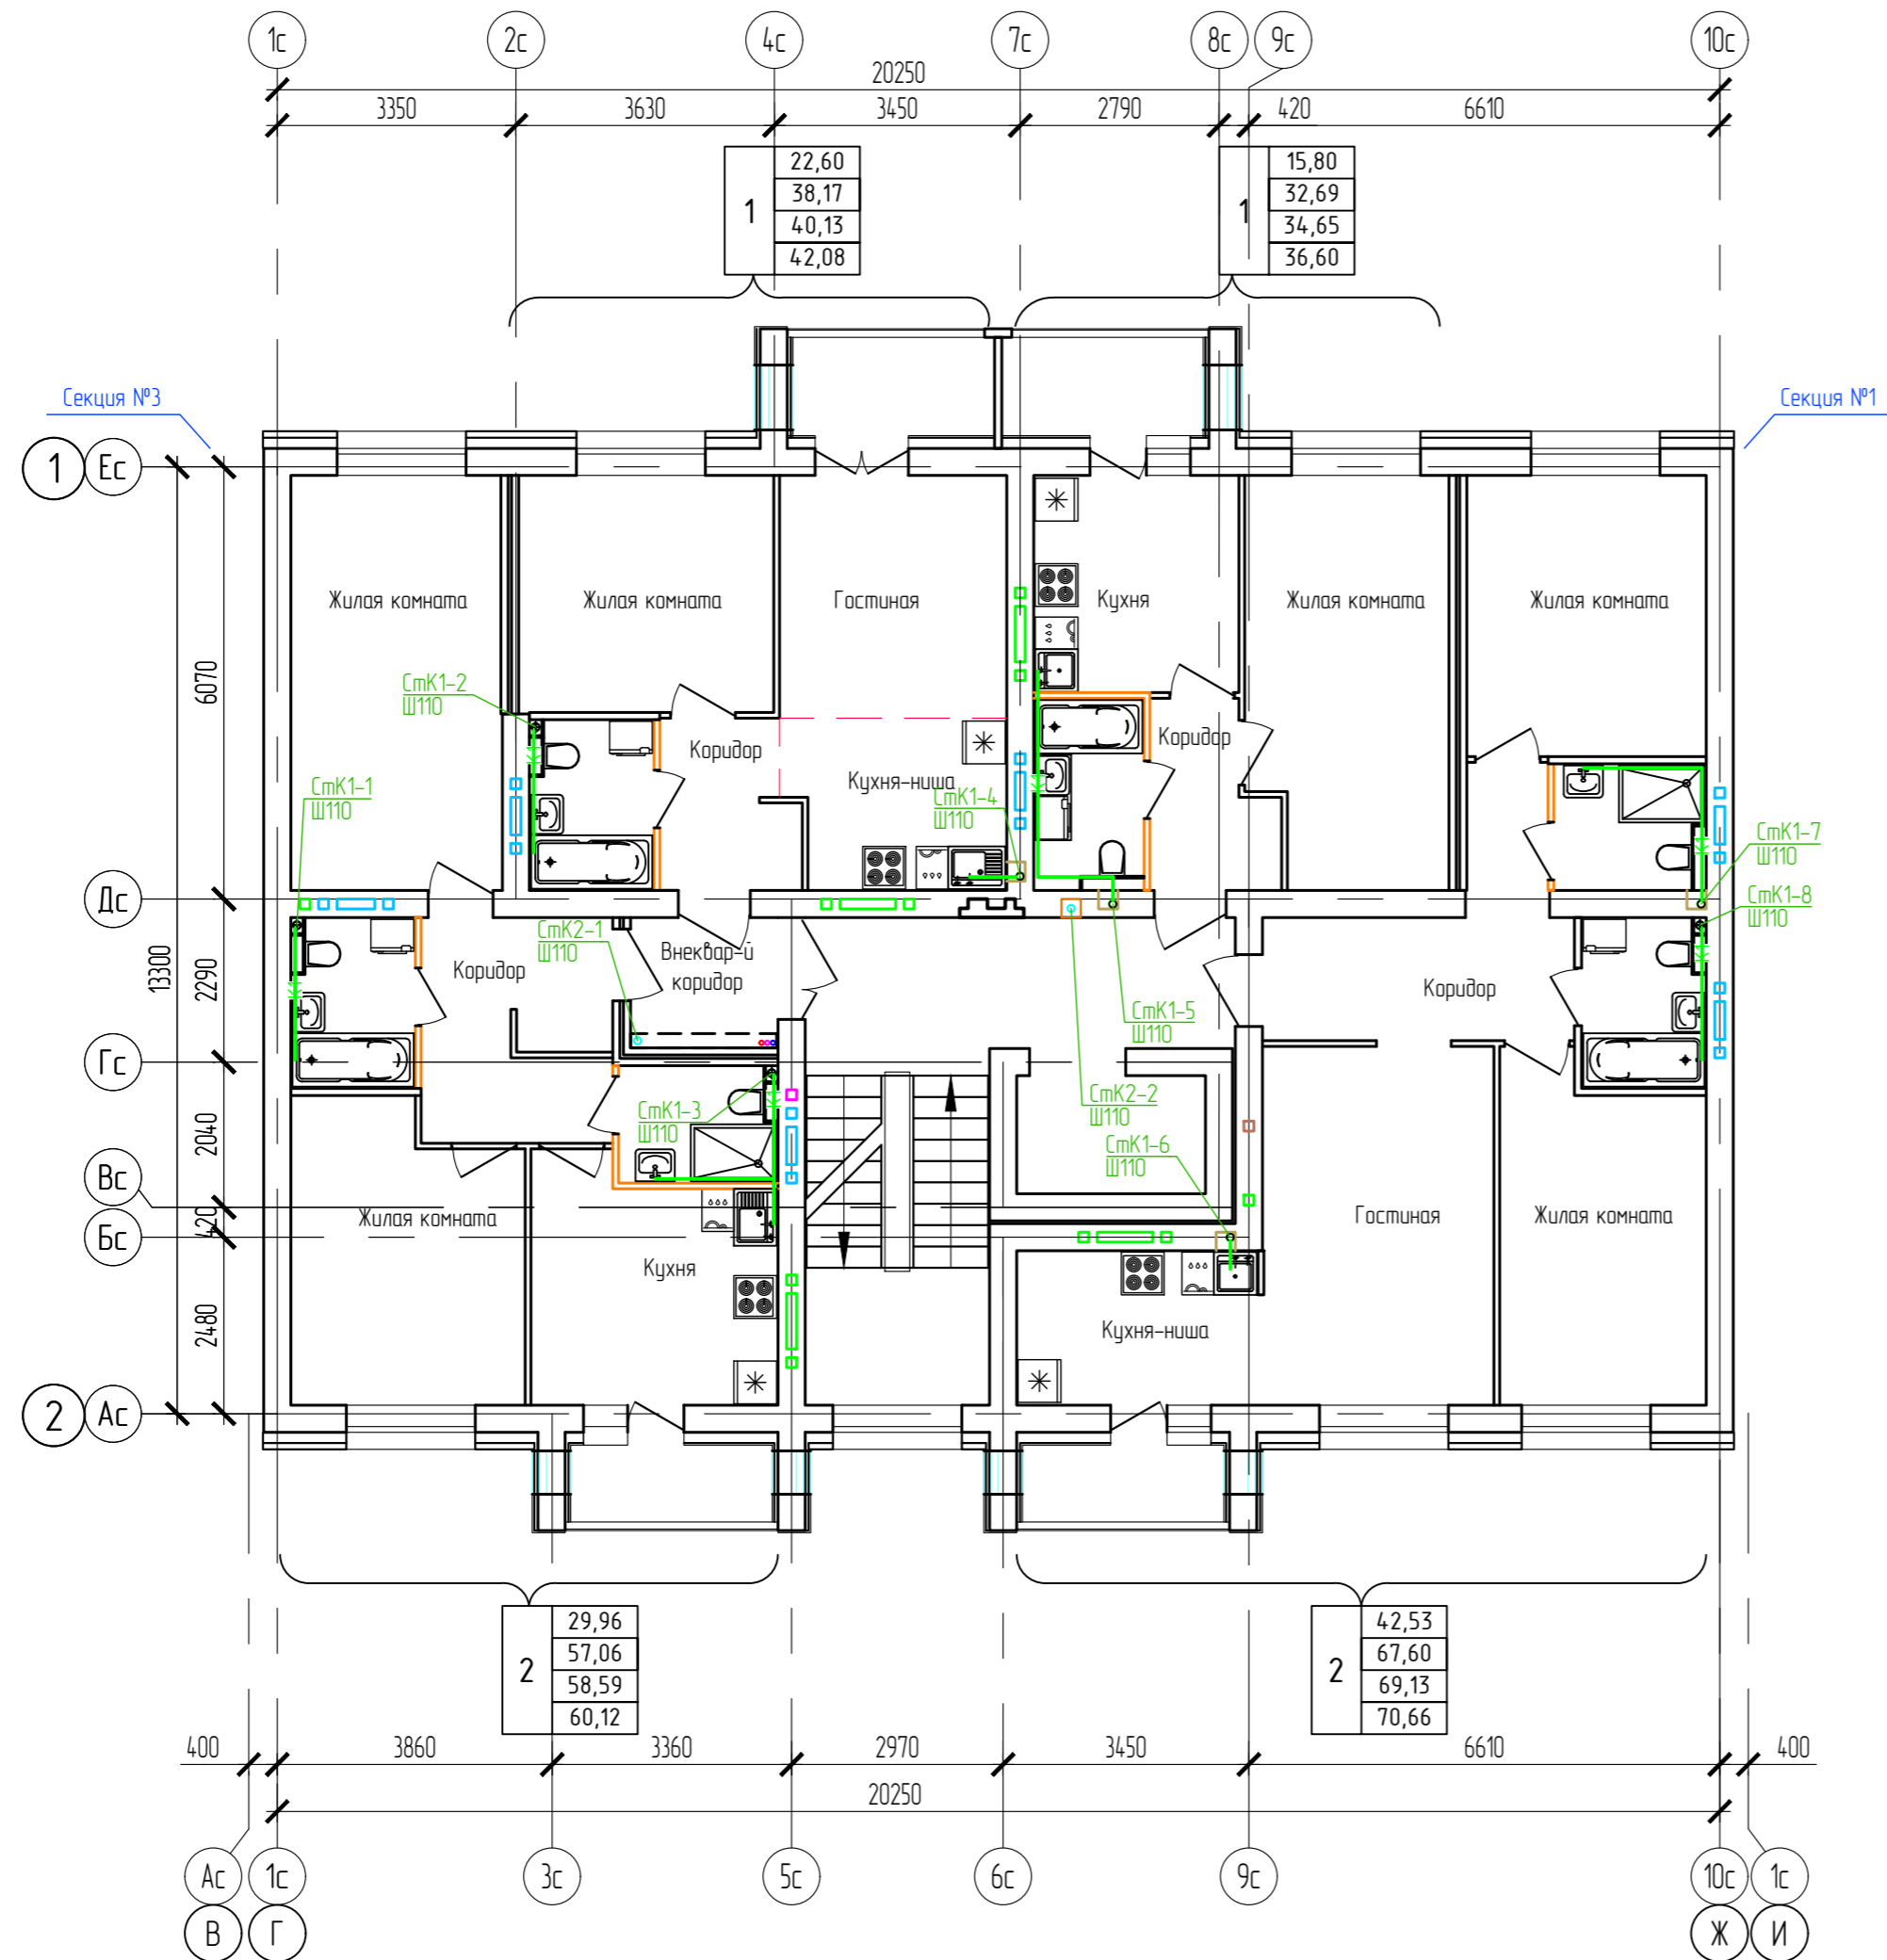 1с 2с 4с 7с 8с 9с 10с
20250
3350 3630 3450 2790 420 6610
1
22,60
38,17
40,13
42,08
1
15,80
32,69
34,65
36,60
Секция №3
Секция №1
1 Ес
Жилая комната Жилая комната Гостиная Кухня Жилая комната Жилая комната
6070
СтК1-2
Ш110
Коридор
Коридор
СтК1-1
Ш110
Кухня-ниша
СтК1-4
Ш110
К1
К1
К1
СтК1-7
Ш110
Дс
СтК1-8
Ш110
СтК2-1
Ш110
Внеквар-й
коридор
Коридор
Коридор
К1
К1
13300
2290
СтК1-5
Ш110
Гс
СтК1-3
Ш110
К1
СтК2-2
Ш110
СтК1-6
Ш110
2040
Вс
420
Бс
Жилая комната
Кухня
Гостиная
Жилая комната
2480
Кухня-ниша
2 Ас
2
29,96
57,06
58,59
60,12
2
42,53
67,60
69,13
70,66
400 3860 3360 2970 3450 6610 400
20250
Ас 1с 3с 5с 6с 9с 10с 1с
В Г Ж И